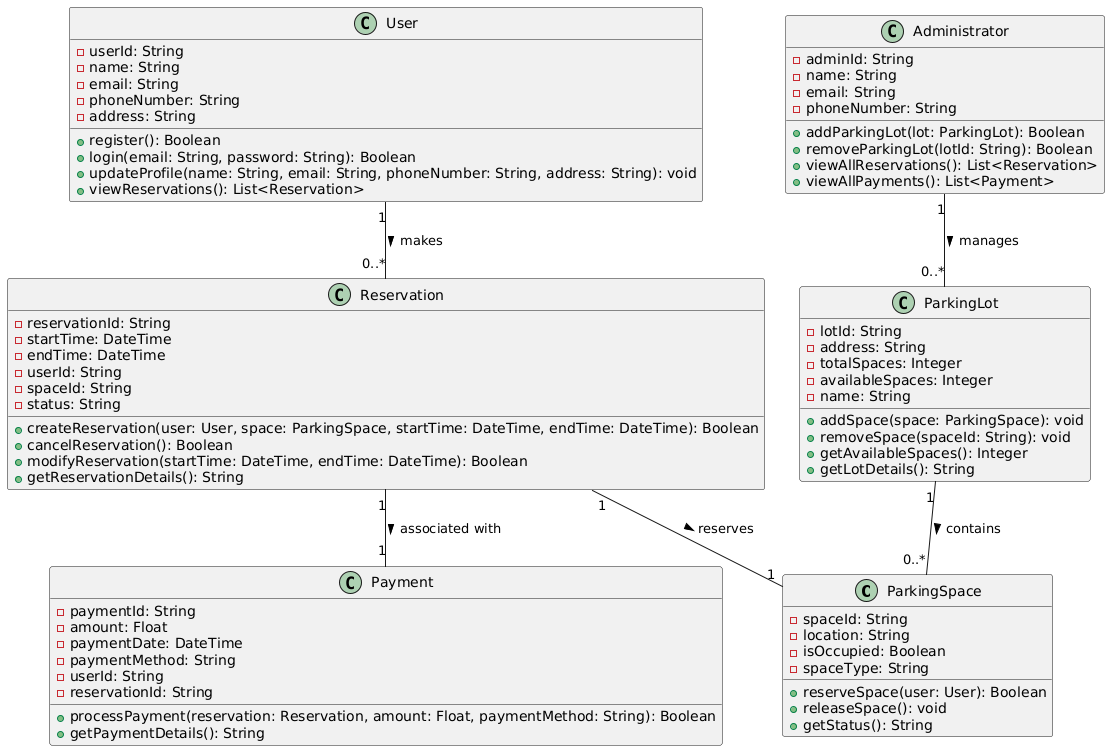 C User
userId: String
name: String
email: String
phoneNumber: String
address: String
register(): Boolean
login(email: String, password: String): Boolean
updateProfile(name: String, email: String, phoneNumber: String, address: String): void
viewReservations(): List<Reservation>
C Administrator
adminId: String
name: String
email: String
phoneNumber: String
addParkingLot(lot: ParkingLot): Boolean
removeParkingLot(lotId: String): Boolean
viewAllReservations(): List<Reservation>
viewAllPayments(): List<Payment>
1
makes
0..*
1
manages
0..*
C Reservation
reservationId: String
startTime: DateTime
endTime: DateTime
userId: String
spaceId: String
status: String
createReservation(user: User, space: ParkingSpace, startTime: DateTime, endTime: DateTime): Boolean
cancelReservation(): Boolean
modifyReservation(startTime: DateTime, endTime: DateTime): Boolean
getReservationDetails(): String
C ParkingLot
lotId: String
address: String
totalSpaces: Integer
availableSpaces: Integer
name: String
addSpace(space: ParkingSpace): void
removeSpace(spaceId: String): void
getAvailableSpaces(): Integer
getLotDetails(): String
1
associated with
1
1
reserves
1
1
contains
0..*
C Payment
paymentId: String
amount: Float
paymentDate: DateTime
paymentMethod: String
userId: String
reservationId: String
processPayment(reservation: Reservation, amount: Float, paymentMethod: String): Boolean
getPaymentDetails(): String
C ParkingSpace
spaceId: String
location: String
isOccupied: Boolean
spaceType: String
reserveSpace(user: User): Boolean
releaseSpace(): void
getStatus(): String